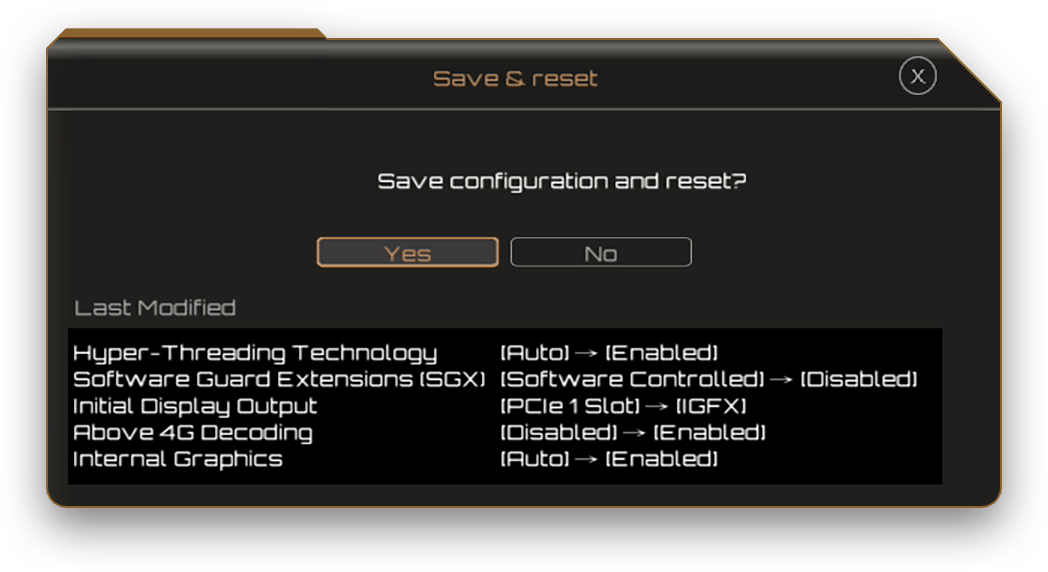 Save & reset
X
Save configuration and reset?
Yes No
Last Modified
Hyper-Threading Technology [Auto] → [Enabled]
Software Guard Extensions (SGX) [Software Controlled] → [Disabled]
Initial Display Output [PCIe 1 Slot] → [IGFX]
Above 4G Decoding [Disabled] → [Enabled]
Internal Graphics [Auto] → [Enabled]